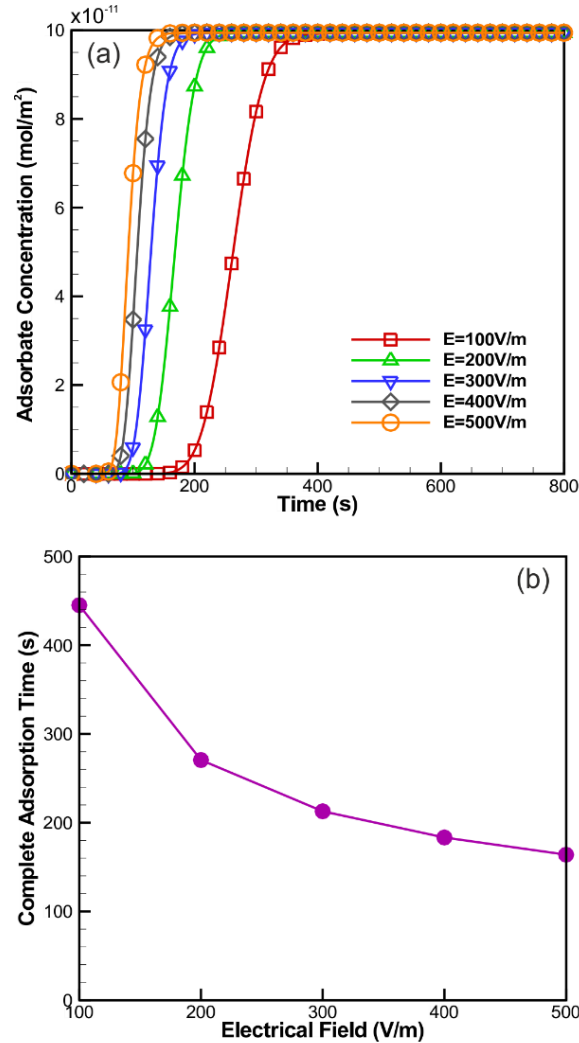 x10⁻¹¹
(a)
10
8
6
4
2
0
Adsorbate Concentration (mol/m²)
E=100V/m
E=200V/m
E=300V/m
E=400V/m
E=500V/m
0 200 400 600 800
Time (s)
(b)
500
400
300
200
100
0
Complete Adsorption Time (s)
100 200 300 400 500
Electrical Field (V/m)